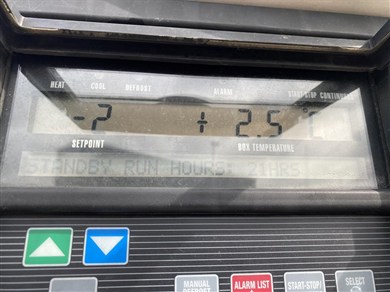 HEAT COOL DEFROST ALARM START-STOP CONTINUOUS
-2 + 2.5 °C
SETPOINT BOX TEMPERATURE
STANDBY RUN HOURS: 21HRS
MANUAL DEFROST ALARM LIST START-STOP/ SELECT